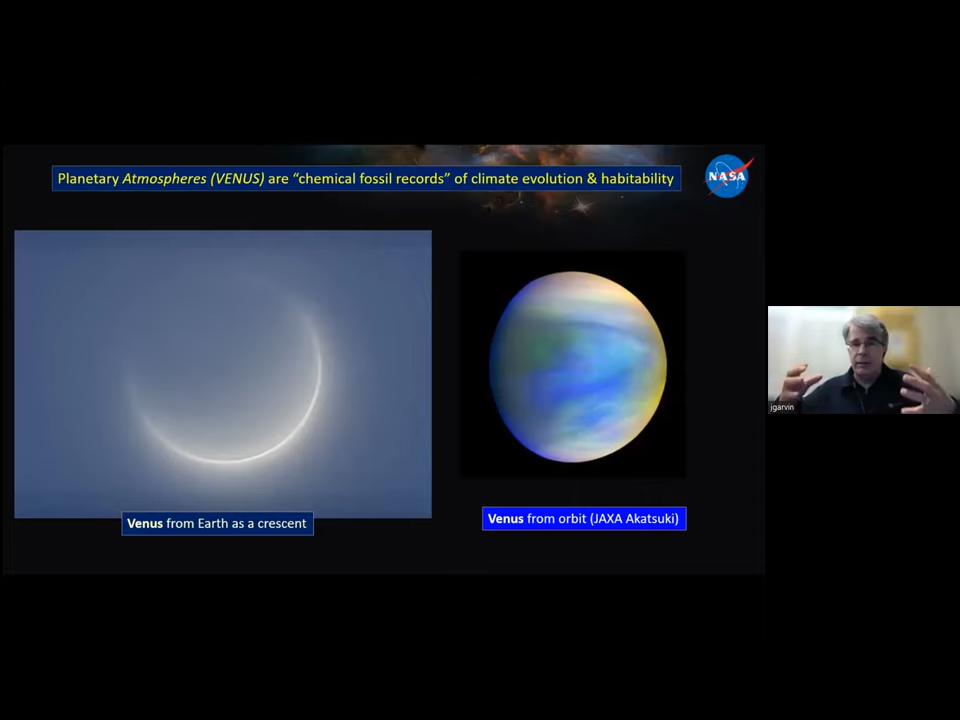 Planetary Atmospheres (VENUS) are “chemical fossil records” of climate evolution & habitability
NASA
jgarvin
Venus from Earth as a crescent
Venus from orbit (JAXA Akatsuki)